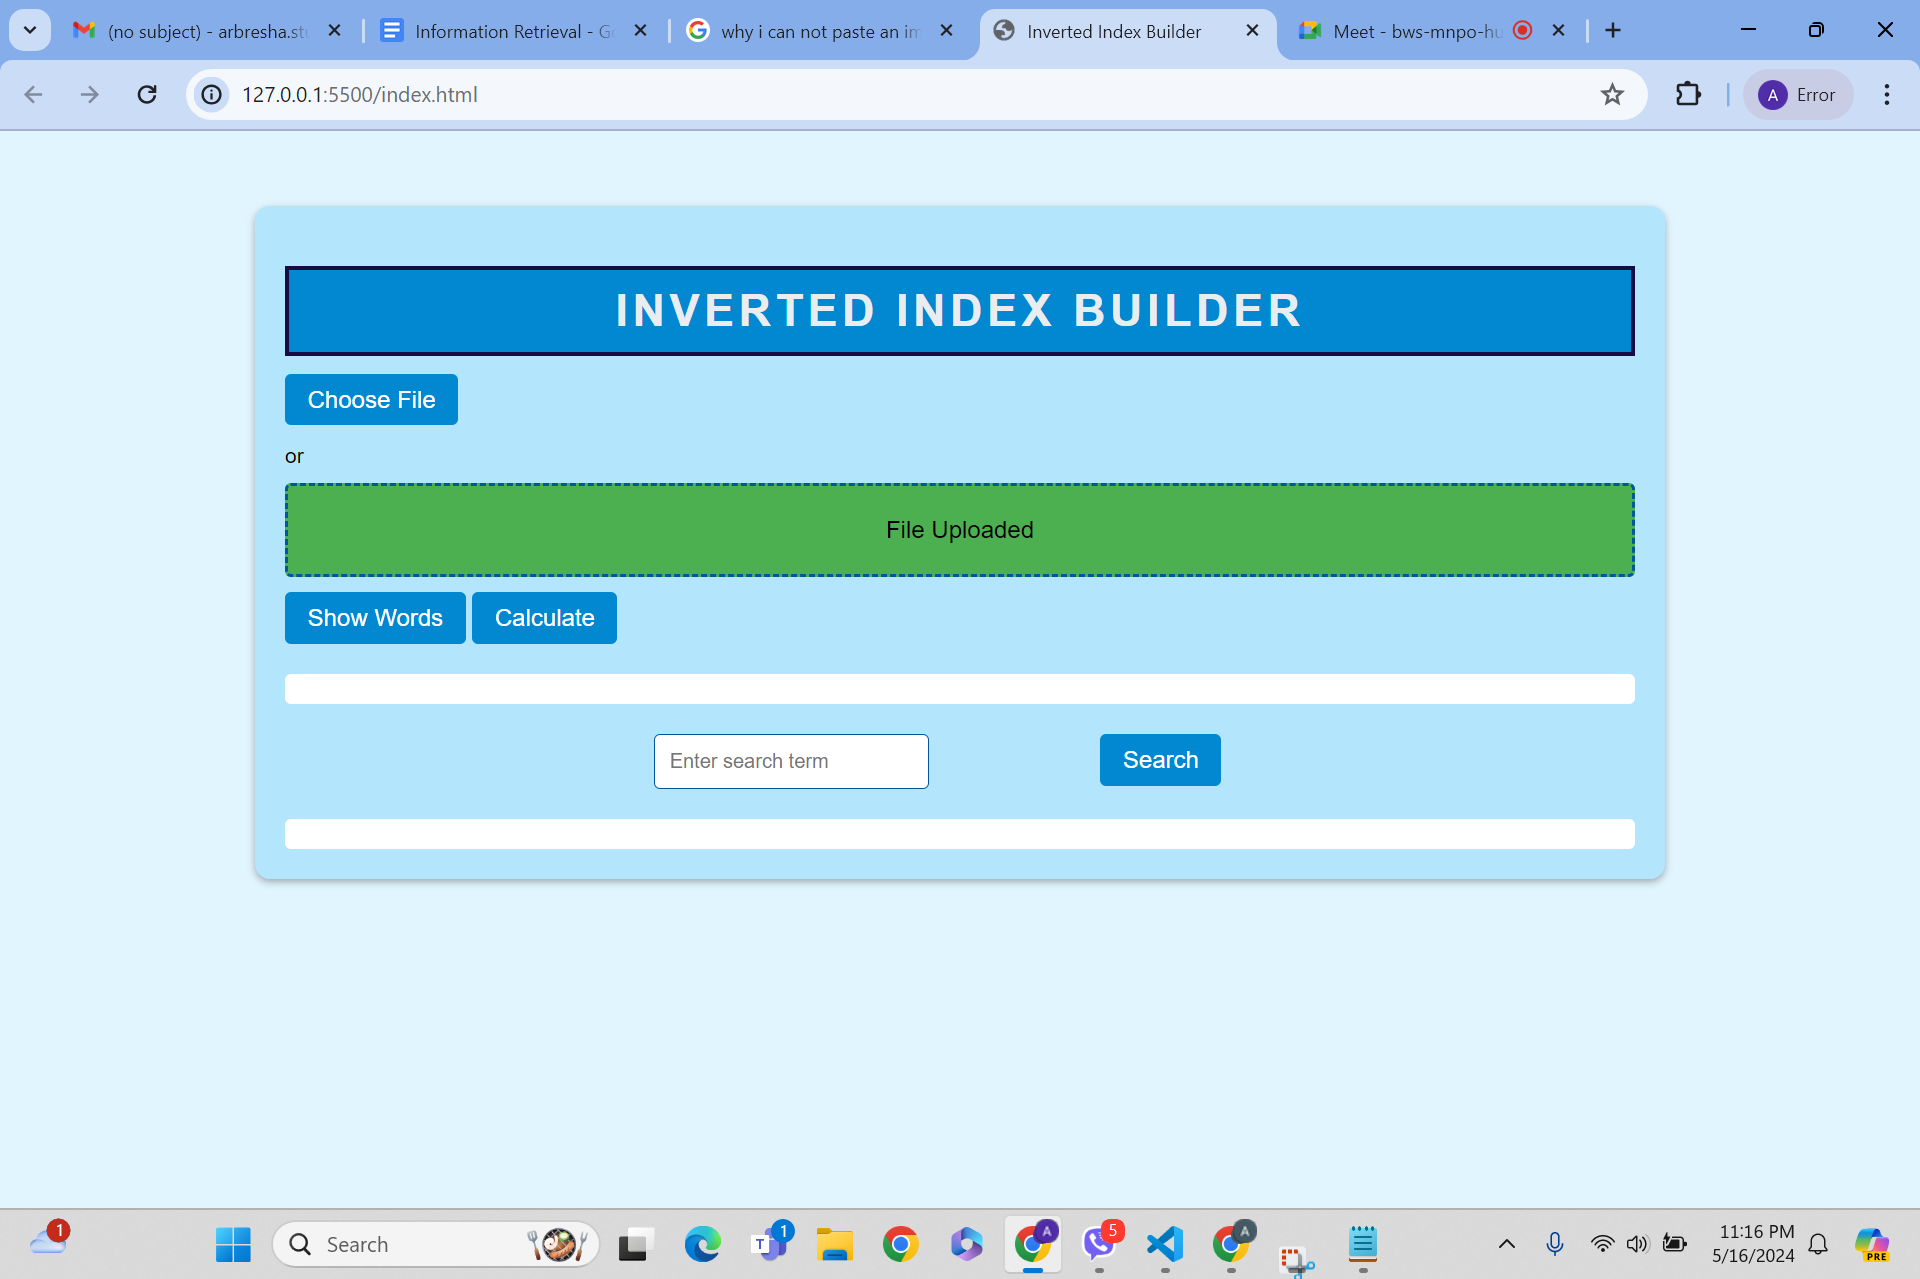 (no subject) - arbresha.st
Information Retrieval - G
why i can not paste an im
Inverted Index Builder
Meet - bws-mnpo-hu
127.0.0.1:5500/index.html
A
Error
INVERTED INDEX BUILDER
Choose File
or
File Uploaded
Show Words
Calculate
Enter search term
Search
1
Search
T
1
A
5
A
11:16 PM
5/16/2024
PRE